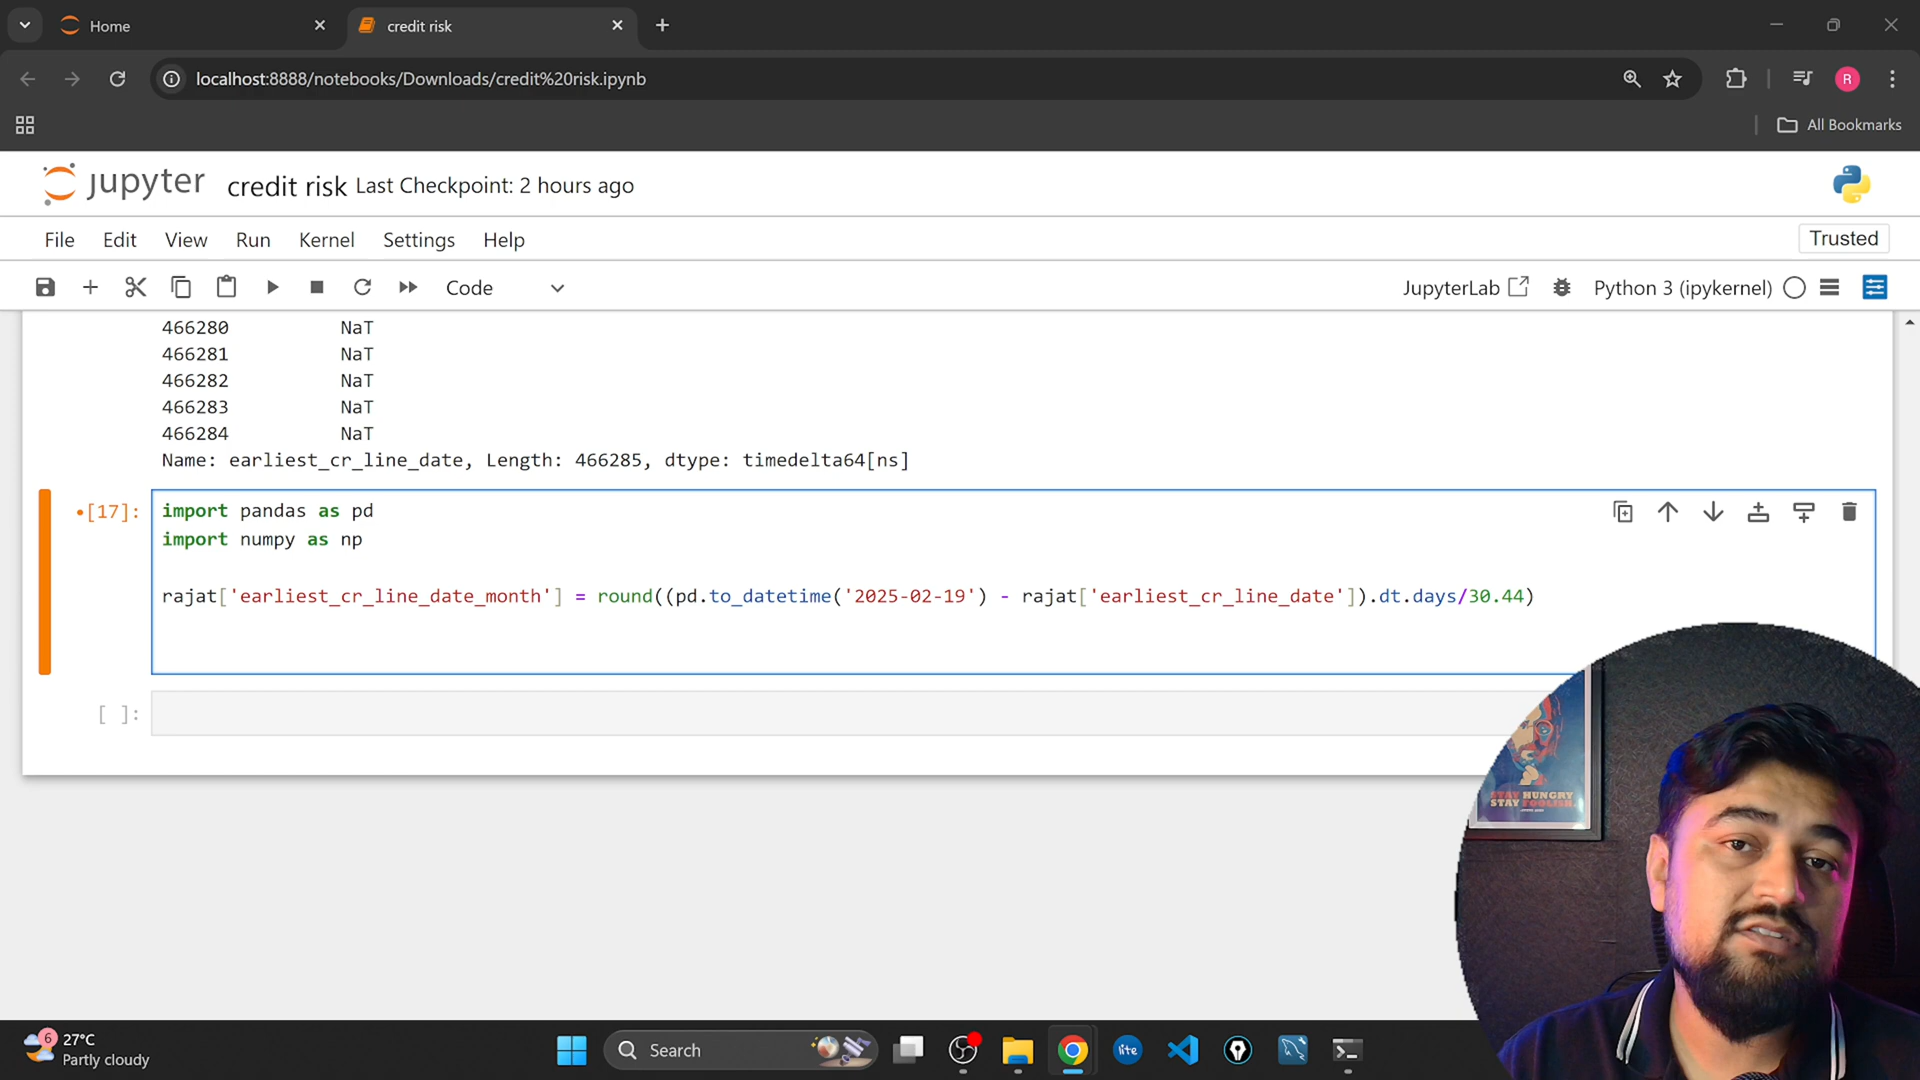 Home
credit risk
localhost:8888/notebooks/Downloads/credit%20risk.ipynb
R
All Bookmarks
jupyter credit risk Last Checkpoint: 2 hours ago
File Edit View Run Kernel Settings Help
Trusted
Code
JupyterLab
Python 3 (ipykernel)
466280 NaT
466281 NaT
466282 NaT
466283 NaT
466284 NaT
Name: earliest_cr_line_date, Length: 466285, dtype: timedelta64[ns]
•[17]:
import pandas as pd
import numpy as np
rajat['earliest_cr_line_date_month'] = round((pd.to_datetime('2025-02-19') - rajat['earliest_cr_line_date']).dt.days/30.44)
[ ]:
STAY HUNGRY
STAY FOOLISH.
6
27°C
Partly cloudy
Search
lite